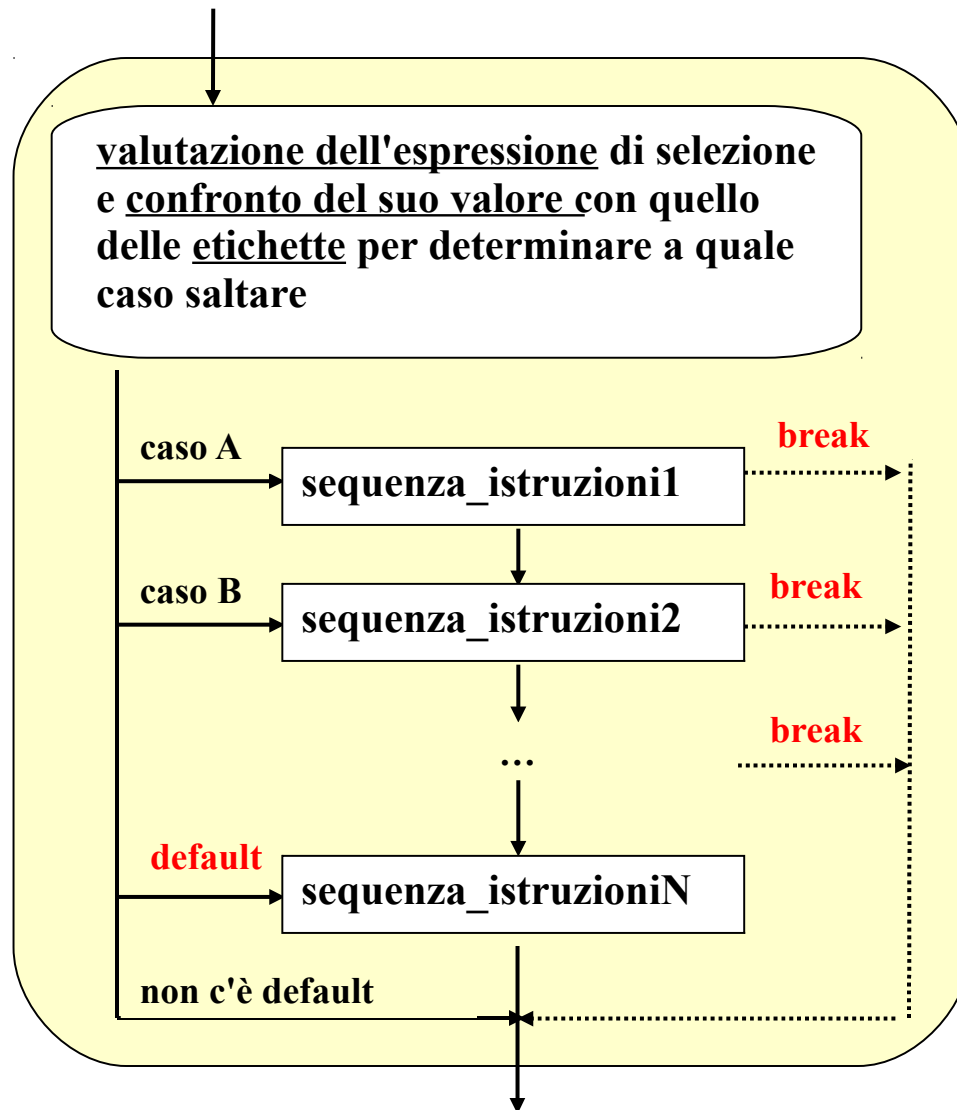 valutazione dell'espressione di selezione
e confronto del suo valore con quello
delle etichette per determinare a quale
caso saltare
caso A
break
sequenza_istruzioni1
caso B
break
sequenza_istruzioni2
break
...
default
sequenza_istruzioniN
non c'è default